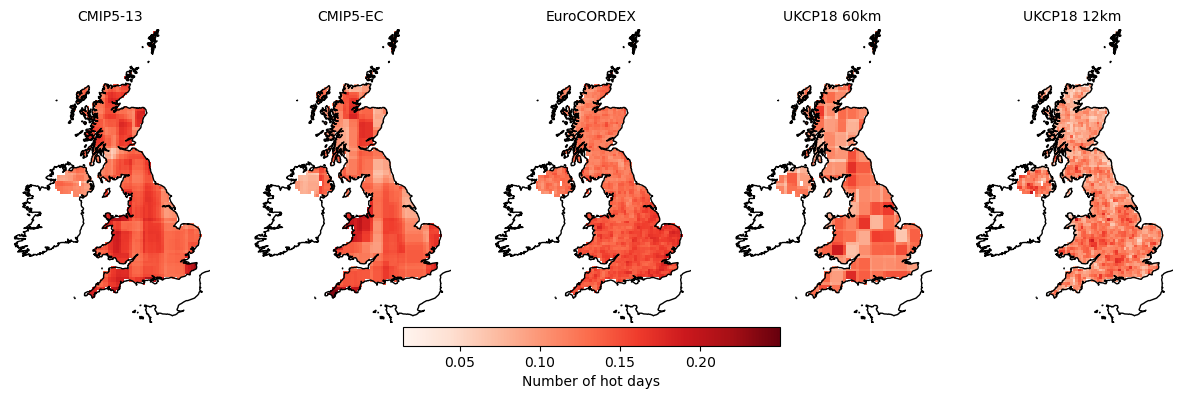 CMIP5-13
CMIP5-EC
EuroCORDEX
UKCP18 60km
UKCP18 12km
0.05
0.10
0.15
0.20
Number of hot days